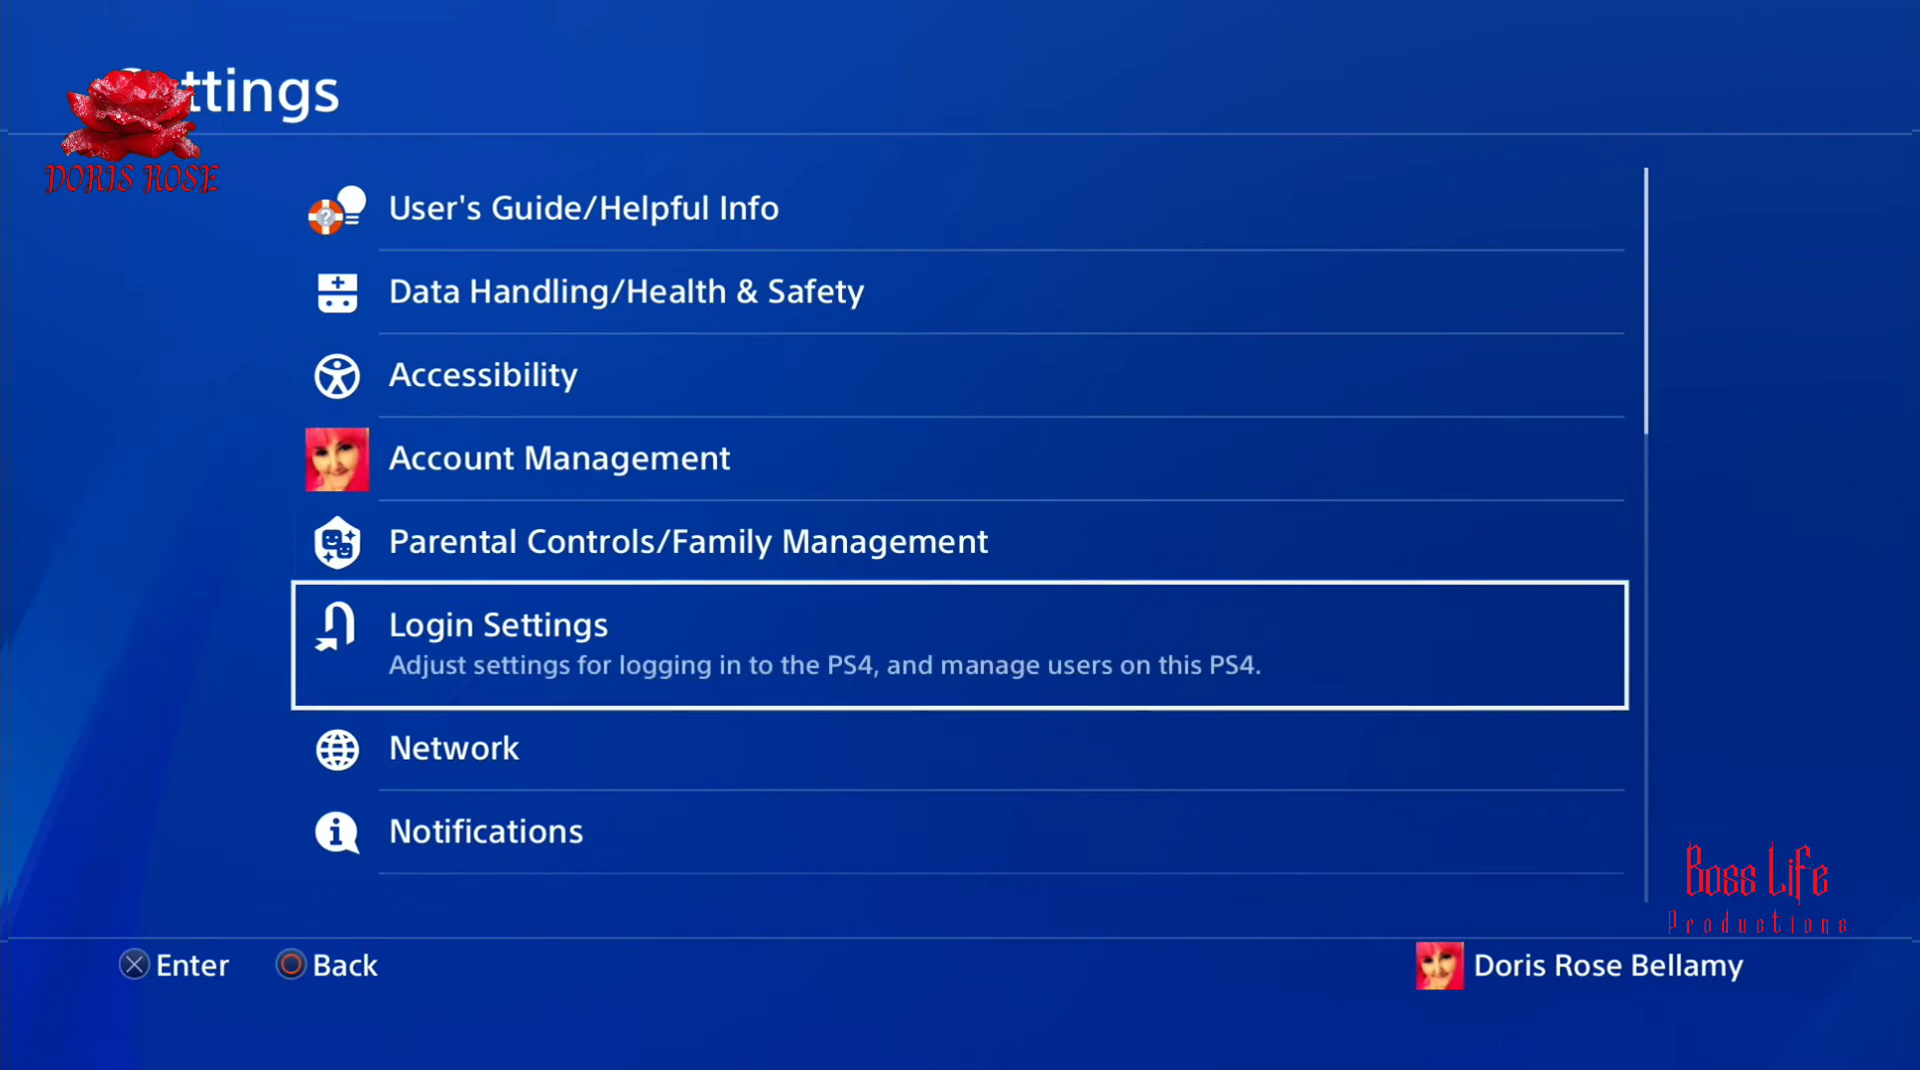 Settings
DORIS ROSE
User's Guide/Helpful Info
Data Handling/Health & Safety
Accessibility
Account Management
Parental Controls/Family Management
Login Settings
Adjust settings for logging in to the PS4, and manage users on this PS4.
Network
Notifications
Boss Life
Productions
Enter
Back
Doris Rose Bellamy